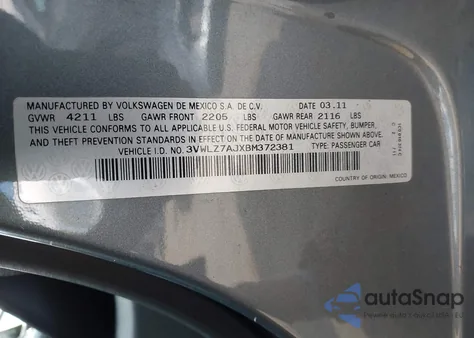 MANUFACTURED BY VOLKSWAGEN DE MEXICO S.A. DE C.V. DATE 03.11
GVWR 4211 LBS GAWR FRONT 2205 LBS GAWR REAR 2116 LBS
THIS VEHICLE CONFORMS TO ALL APPLICABLE U.S. FEDERAL MOTOR VEHICLE SAFETY, BUMPER,
AND THEFT PREVENTION STANDARDS IN EFFECT ON THE DATE OF MANUFACTURE SHOWN ABOVE.
VEHICLE I.D. NO. 3VWLZ7AJXBM372381 TYPE: PASSENGER CAR
COUNTRY OF ORIGIN: MEXICO
autoSnap